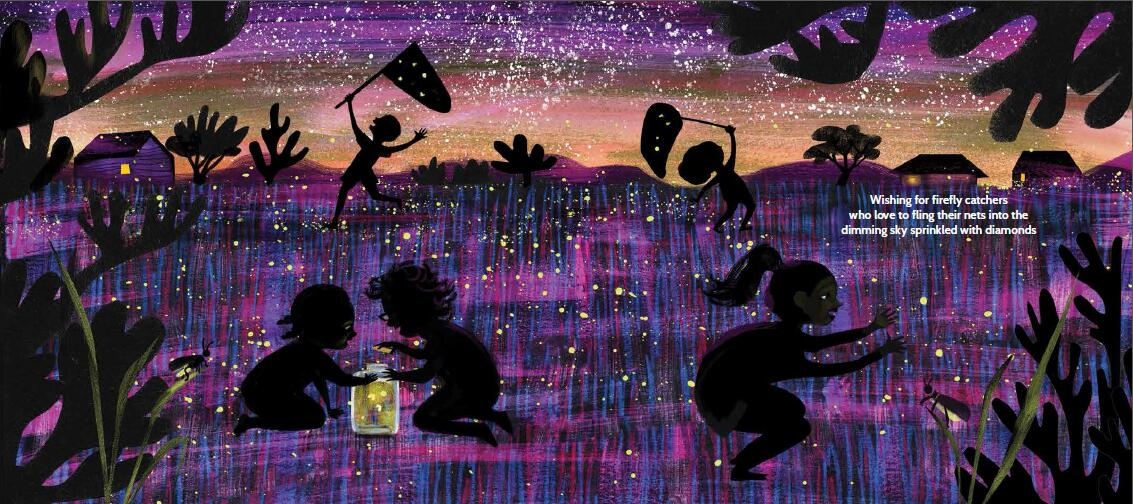 Wishing for firefly catchers
who love to fling their nets into the
dimming sky sprinkled with diamonds